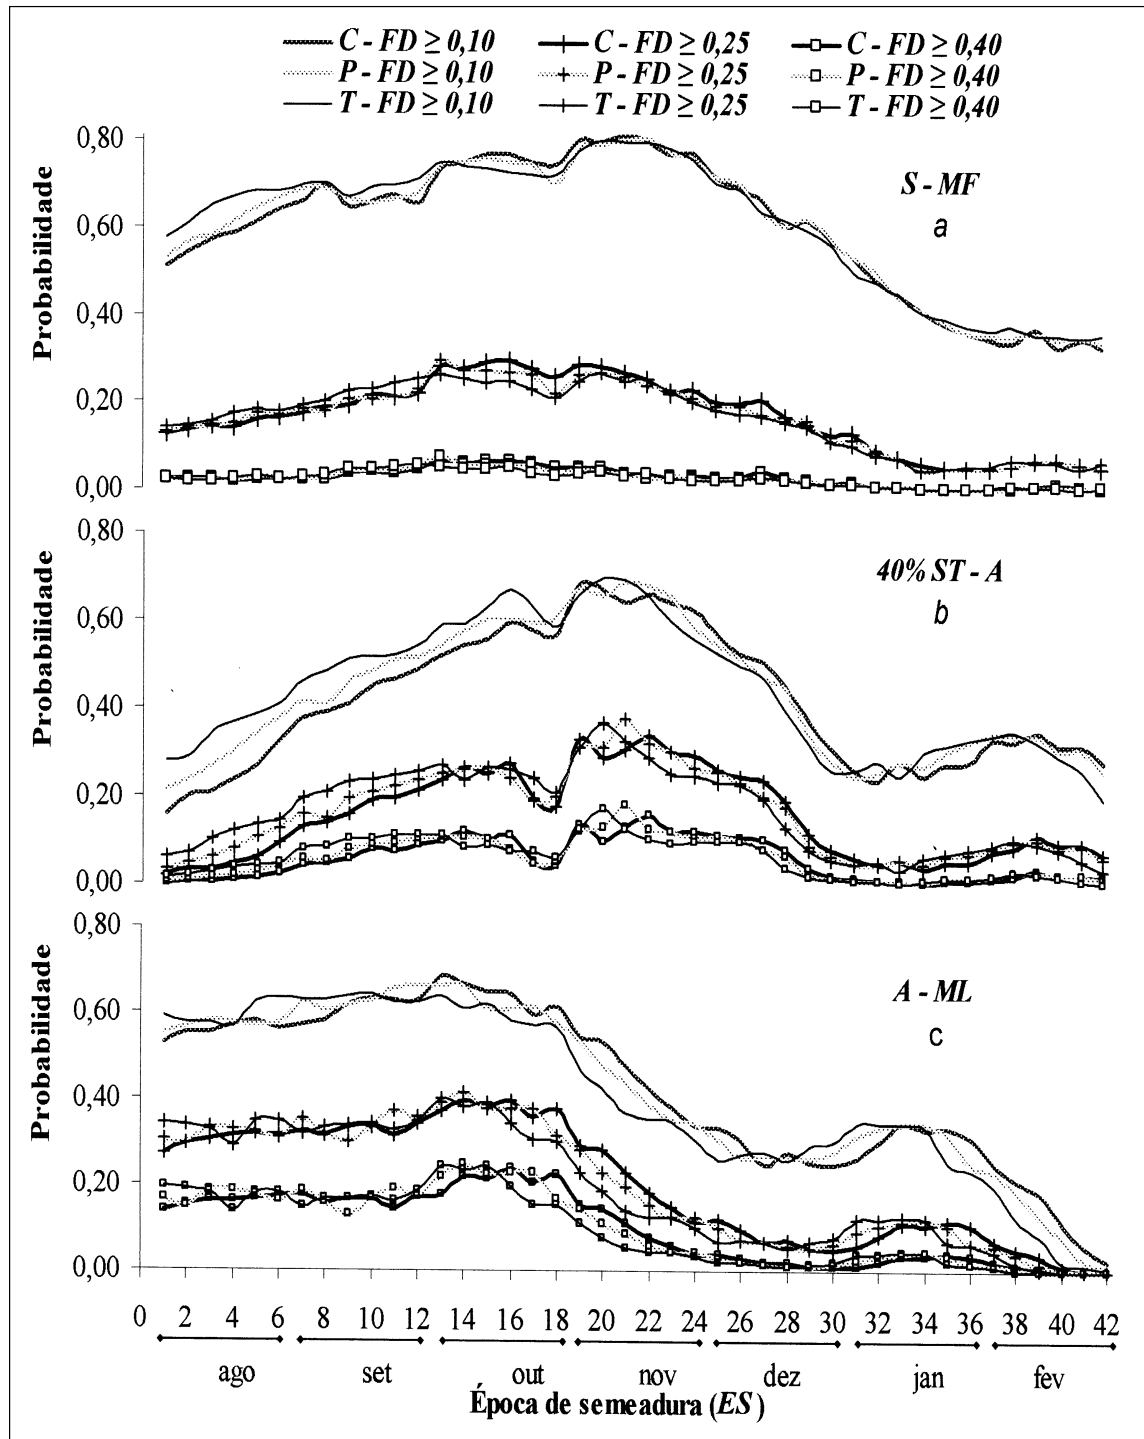 C - FD ≥ 0,10 C - FD ≥ 0,25 C - FD ≥ 0,40
P - FD ≥ 0,10 P - FD ≥ 0,25 P - FD ≥ 0,40
T - FD ≥ 0,10 T - FD ≥ 0,25 T - FD ≥ 0,40
0,80
0,60
0,40
0,20
0,00
Probabilidade
S - MF
a
0,80
0,60
0,40
0,20
0,00
Probabilidade
40% ST - A
b
0,80
0,60
0,40
0,20
0,00
Probabilidade
A - ML
c
0 2 4 6 8 10 12 14 16 18 20 22 24 26 28 30 32 34 36 38 40 42
ago set out nov dez jan fev
Época de semeadura (ES)